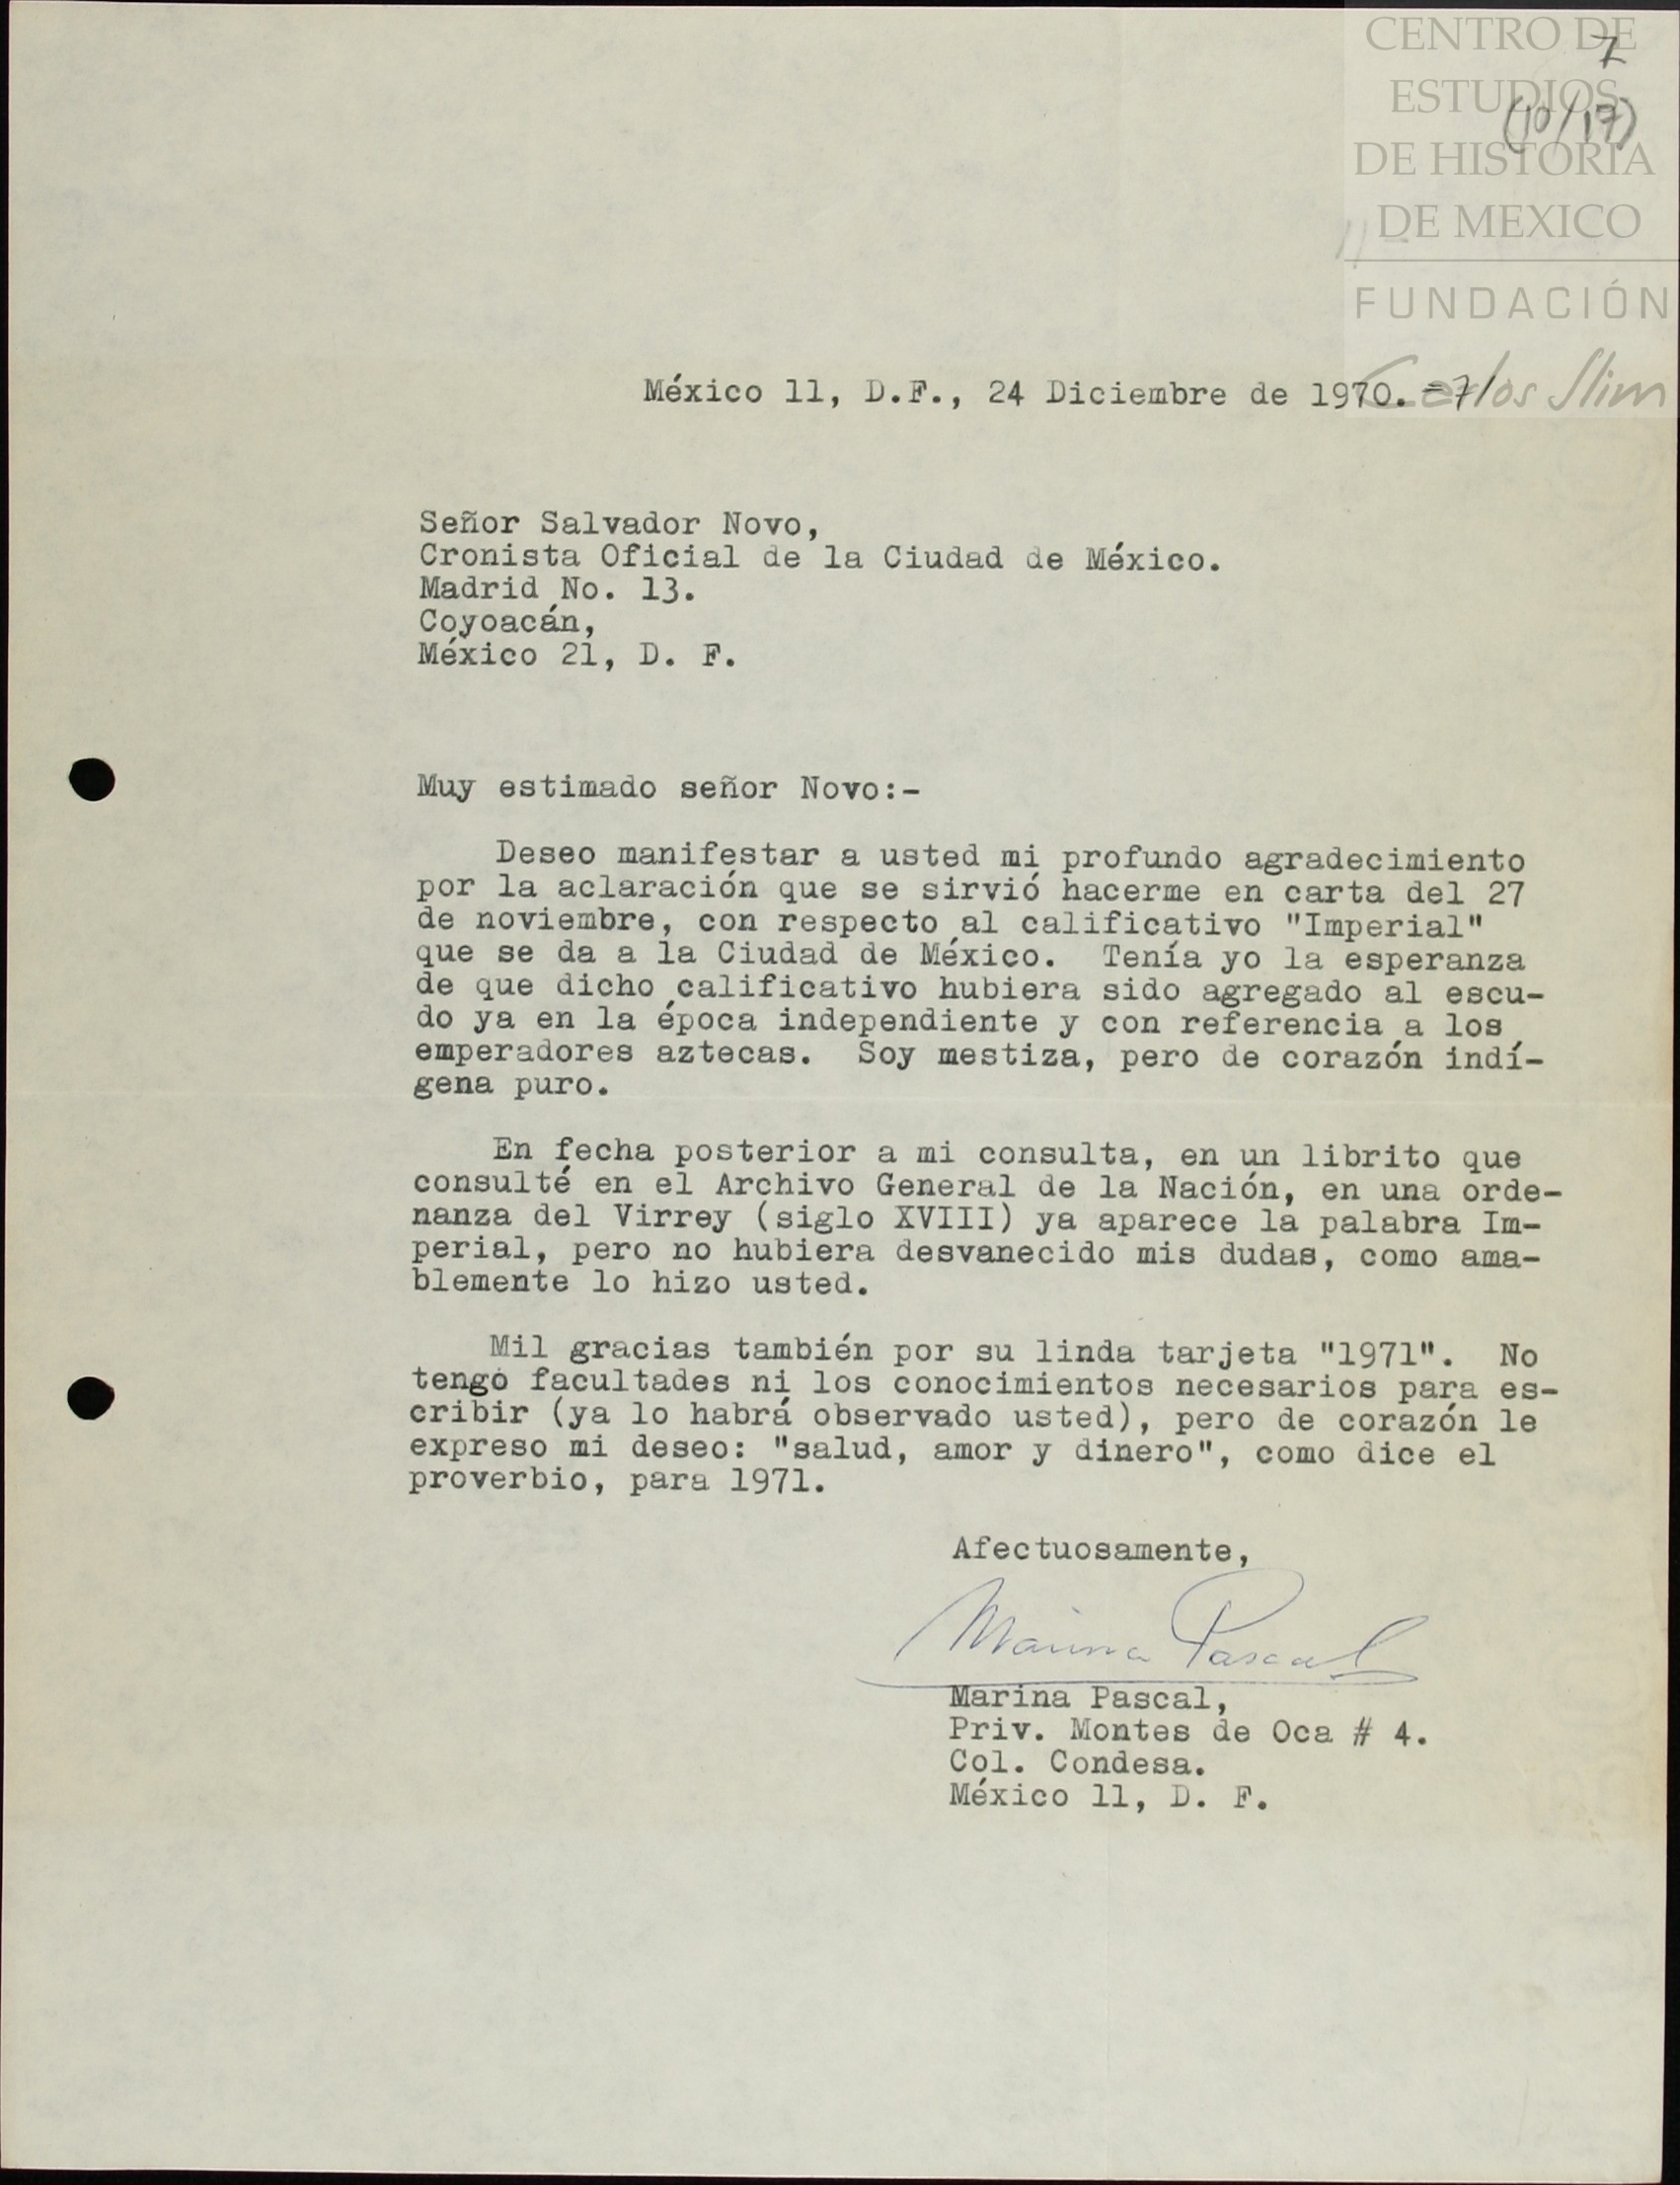 CENTRO DE
ESTUDIOS
DE HISTORIA
DE MEXICO
FUNDACIÓN
Carlos Slim
7
(10/17)
México 11, D.F., 24 Diciembre de 1970.
Señor Salvador Novo,
Cronista Oficial de la Ciudad de México.
Madrid No. 13.
Coyoacán,
México 21, D. F.
Muy estimado señor Novo:-
Deseo manifestar a usted mi profundo agradecimiento
por la aclaración que se sirvió hacerme en carta del 27
de noviembre, con respecto al calificativo "Imperial"
que se da a la Ciudad de México. Tenía yo la esperanza
de que dicho calificativo hubiera sido agregado al escu-
do ya en la época independiente y con referencia a los
emperadores aztecas. Soy mestiza, pero de corazón indí-
gena puro.
En fecha posterior a mi consulta, en un librito que
consulté en el Archivo General de la Nación, en una orde-
nanza del Virrey (siglo XVIII) ya aparece la palabra Im-
perial, pero no hubiera desvanecido mis dudas, como ama-
blemente lo hizo usted.
Mil gracias también por su linda tarjeta "1971". No
tengo facultades ni los conocimientos necesarios para es-
cribir (ya lo habrá observado usted), pero de corazón le
expreso mi deseo: "salud, amor y dinero", como dice el
proverbio, para 1971.
Afectuosamente,
Marina Pascal
Marina Pascal,
Priv. Montes de Oca # 4.
Col. Condesa.
México 11, D. F.